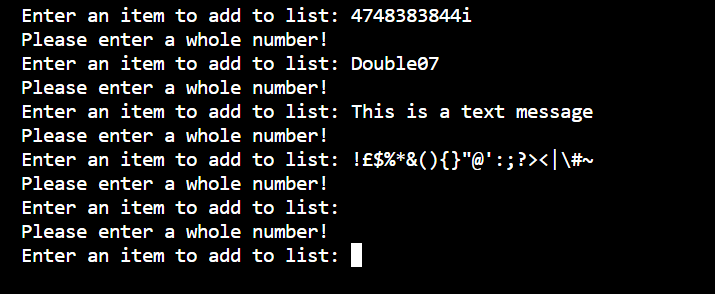 Enter an item to add to list: 4748383844i
Please enter a whole number!
Enter an item to add to list: Double07
Please enter a whole number!
Enter an item to add to list: This is a text message
Please enter a whole number!
Enter an item to add to list: !£$%*&(){}"@':;?><|\#~
Please enter a whole number!
Enter an item to add to list:
Please enter a whole number!
Enter an item to add to list: